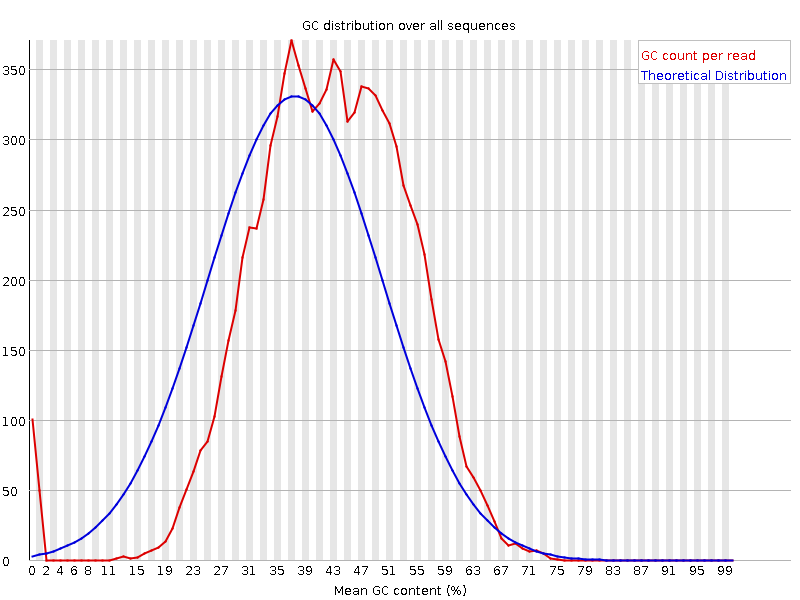 GC distribution over all sequences
GC count per read
Theoretical Distribution
350
300
250
200
150
100
50
0
0 2 4 6 8 11 15 19 23 27 31 35 39 43 47 51 55 59 63 67 71 75 79 83 87 91 95 99
Mean GC content (%)